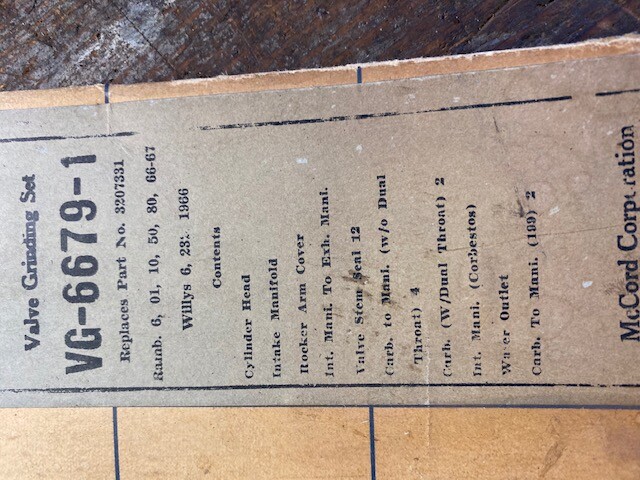 Valve Grinding Set
VG-6679-1
Replaces Part No. 3207331
Ramb. 6, 01, 10, 50, 80, 66-67
Willys 6, 1966
Contents
Cylinder Head
Intake Manifold
Rocker Arm Cover
Int. Mani. To Exh. Mani.
Valve Stem Seal 12
Carb. to Mani. (w/o Dual
Throat) 4
Carb. (W/Dual Throat) 2
Int. Mani. (Corbestos)
Water Outlet
Carb. To Mani. (199) 2
McCord Corporation